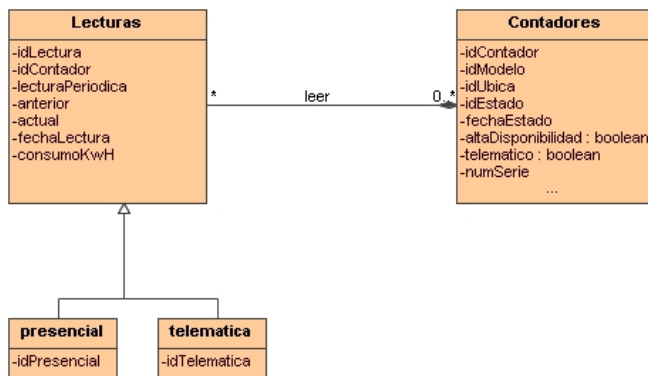 Lecturas
-idLectura
-idContador
-lecturaPeriodica
-anterior
-actual
-fechaLectura
-consumoKwH
* leer 0..*
Contadores
-idContador
-idModelo
-idUbica
-idEstado
-fechaEstado
-altaDisponibilidad : boolean
-telematico : boolean
-numSerie
...
presencial
-idPresencial
telematica
-idTelematica